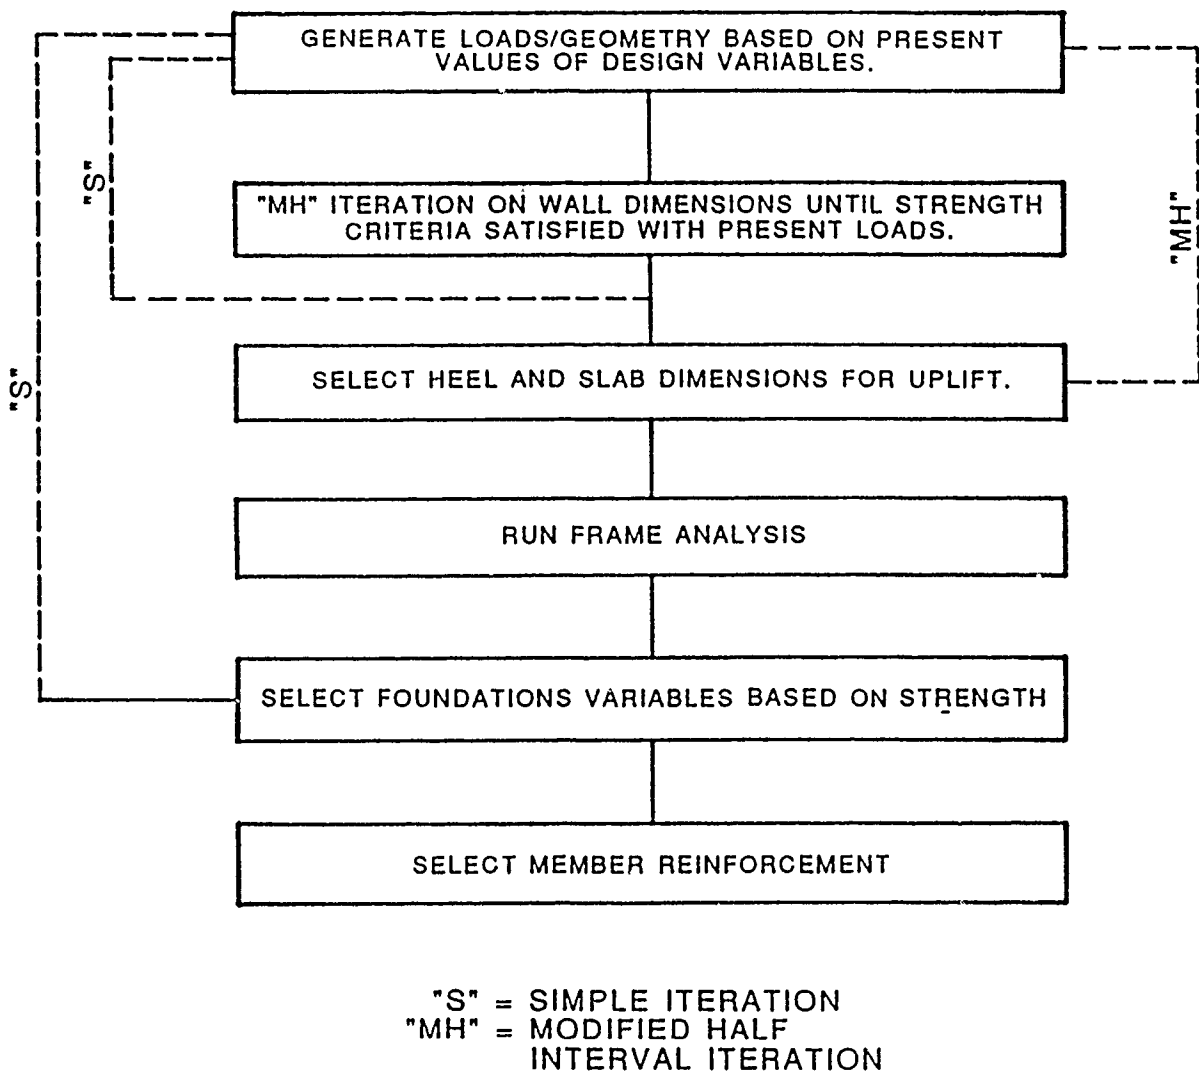 GENERATE LOADS/GEOMETRY BASED ON PRESENT
VALUES OF DESIGN VARIABLES.
"S"
"MH" ITERATION ON WALL DIMENSIONS UNTIL STRENGTH
CRITERIA SATISFIED WITH PRESENT LOADS.
"MH"
"S"
SELECT HEEL AND SLAB DIMENSIONS FOR UPLIFT.
RUN FRAME ANALYSIS
SELECT FOUNDATIONS VARIABLES BASED ON STRENGTH
SELECT MEMBER REINFORCEMENT
"S" = SIMPLE ITERATION
"MH" = MODIFIED HALF
INTERVAL ITERATION